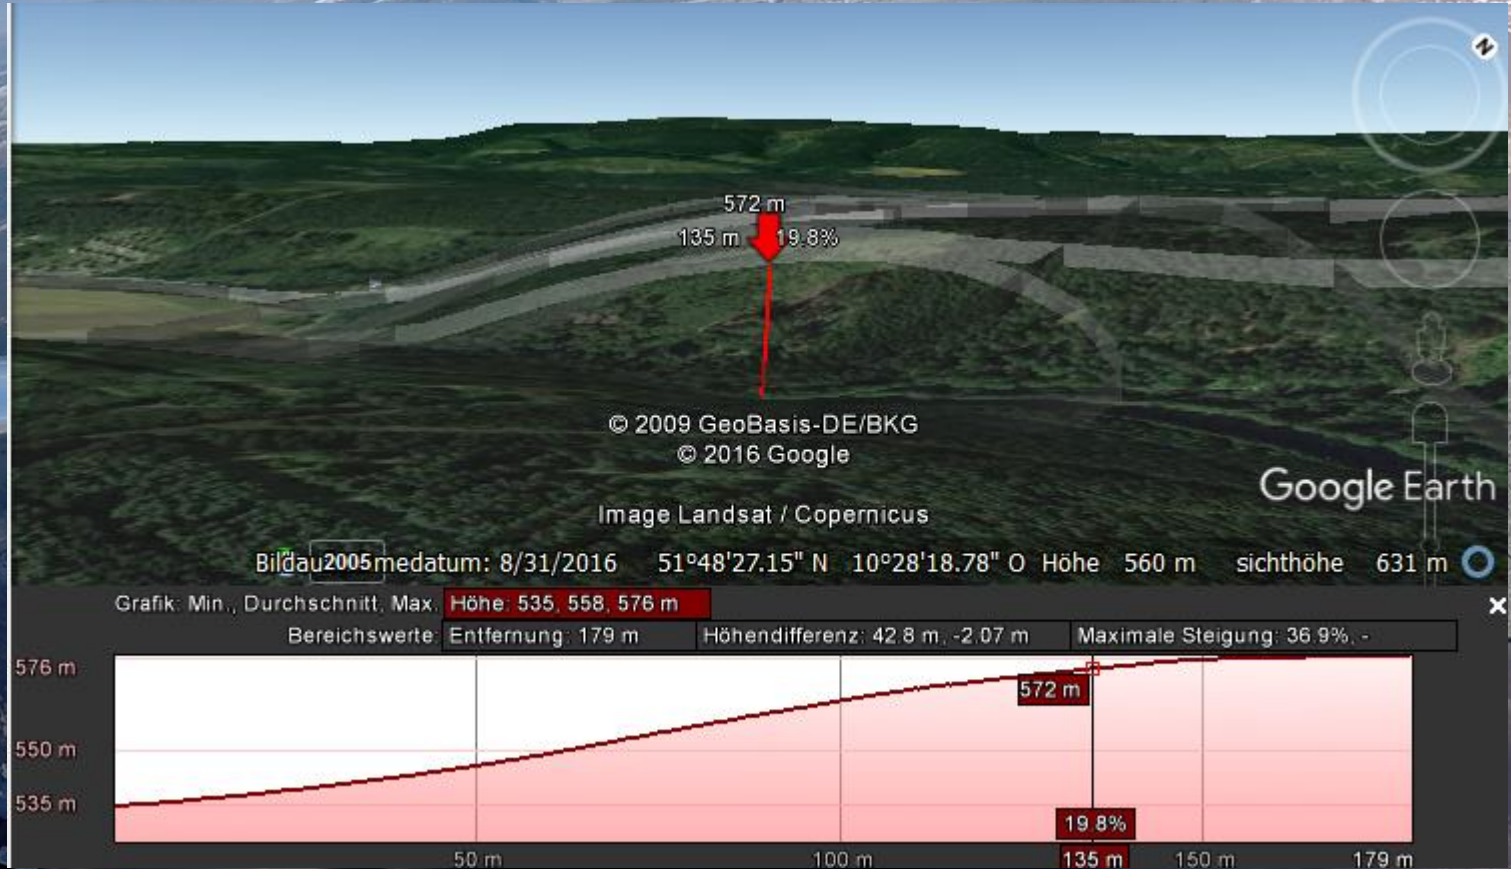 N
572 m
135 m 19.8%
© 2009 GeoBasis-DE/BKG
© 2016 Google
Google Earth
Image Landsat / Copernicus
Bildau 2005 medatum: 8/31/2016 51°48'27.15" N 10°28'18.78" O Höhe 560 m sichthöhe 631 m
Grafik: Min., Durchschnitt, Max. Höhe: 535, 558, 576 m
Bereichswerte: Entfernung: 179 m Höhendifferenz: 42.8 m, -2.07 m Maximale Steigung: 36.9%, -
576 m
572 m
550 m
535 m
19.8%
50 m 100 m 135 m 150 m 179 m